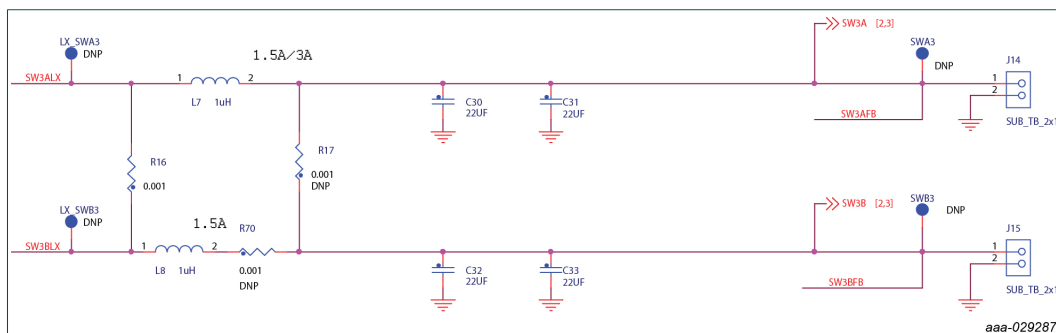 SW3A [2,3]
LX_SWA3
DNP
1.5A/3A
SWA3
DNP
J14
SW3ALX
1
2
L7 1uH
1
2
C30
22UF
C31
22UF
SW3AFB
SUB_TB_2x1
R16
0.001
R17
0.001
DNP
LX_SWB3
DNP
1.5A
R70
SW3B [2,3]
SWB3
DNP
J15
SW3BLX
1
2
L8 1uH
0.001
DNP
1
2
C32
22UF
C33
22UF
SW3BFB
SUB_TB_2x1
aaa-029287